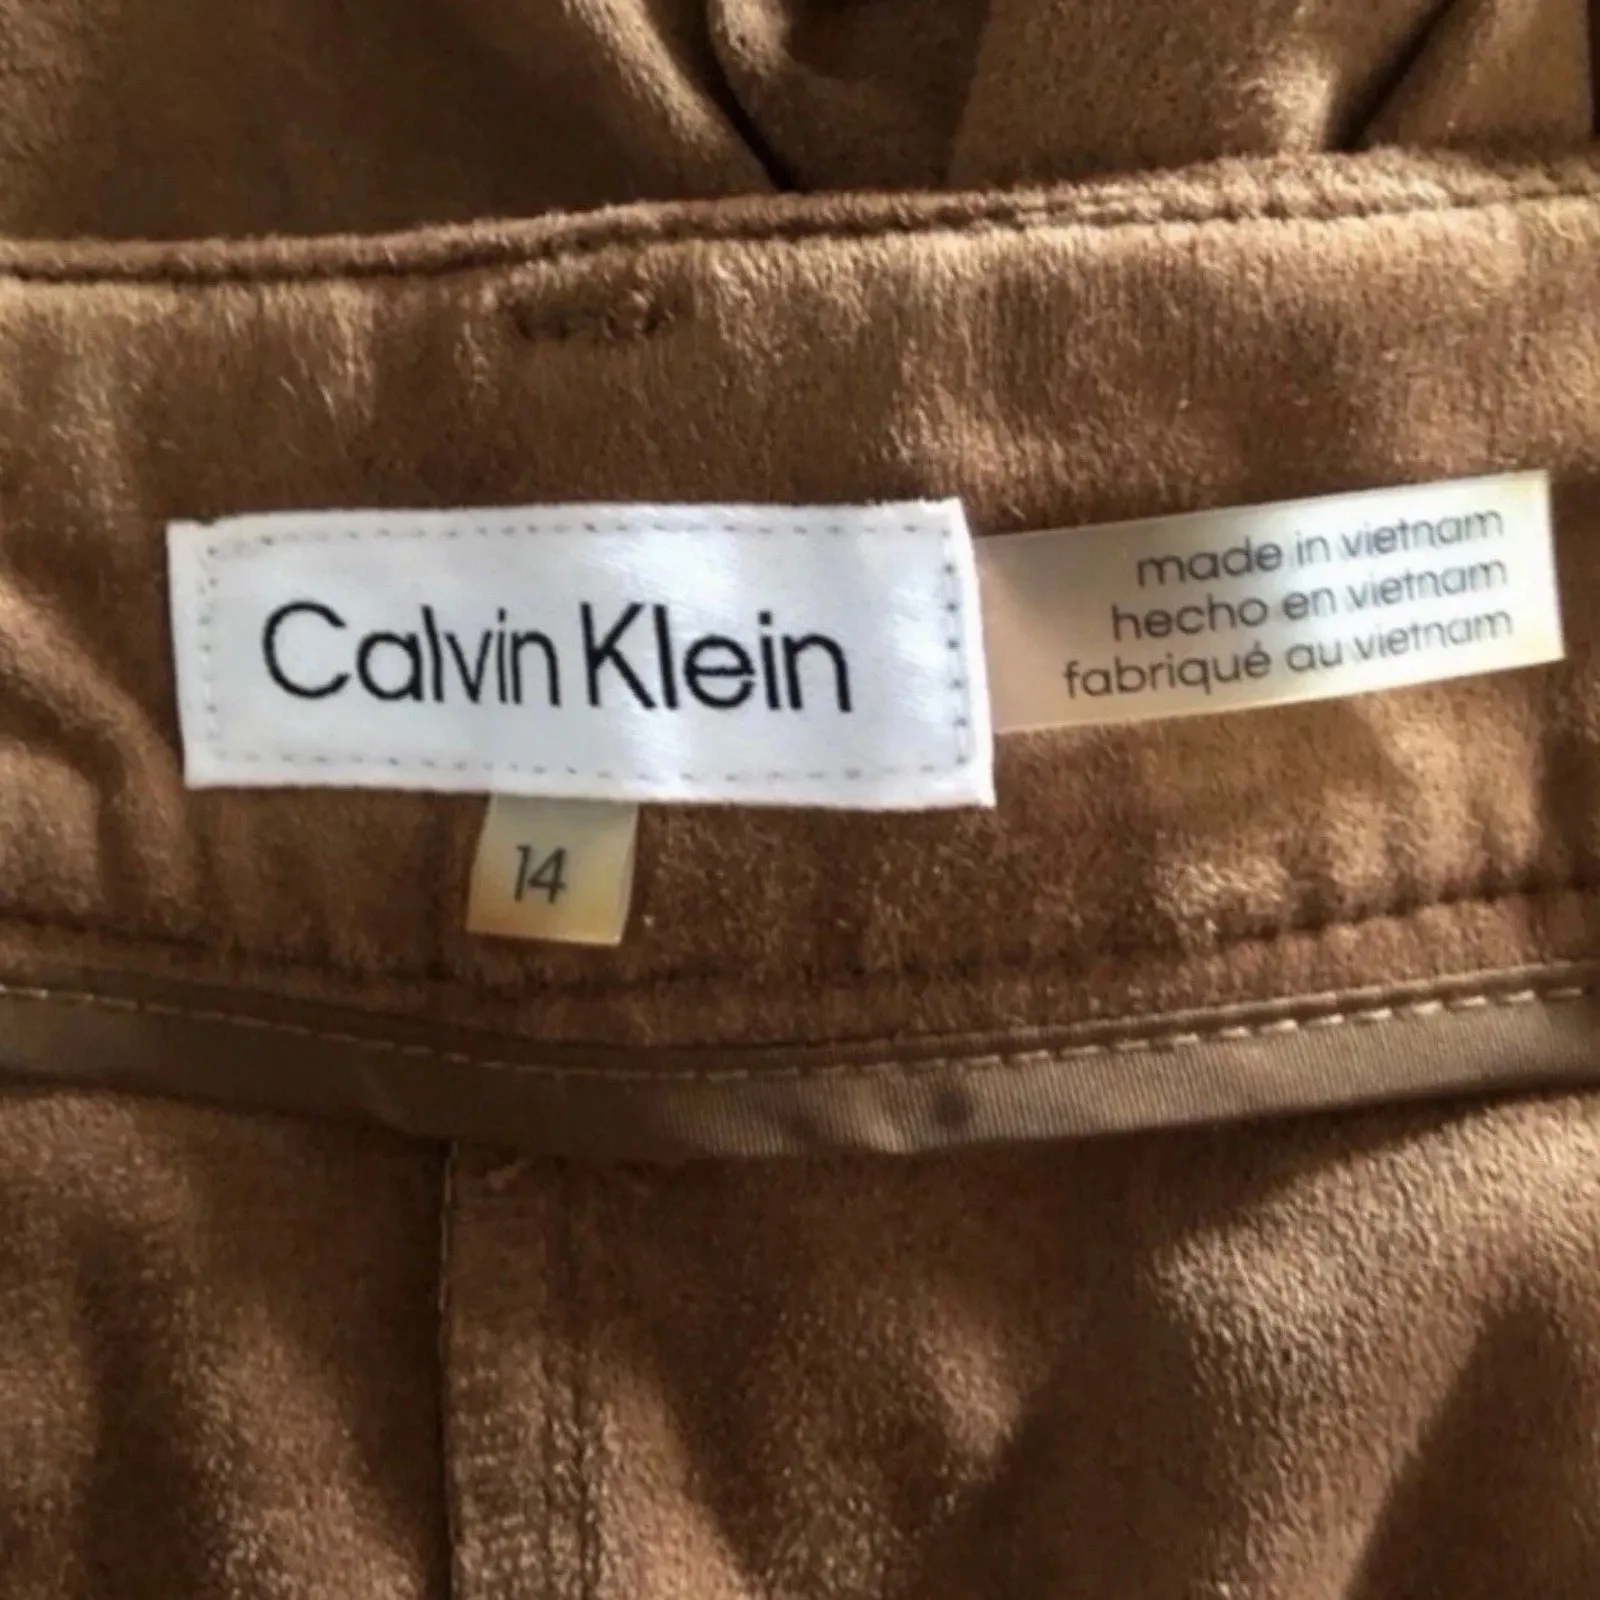 Calvin Klein
made in vietnam
hecho en vietnam
fabriqué au vietnam
14